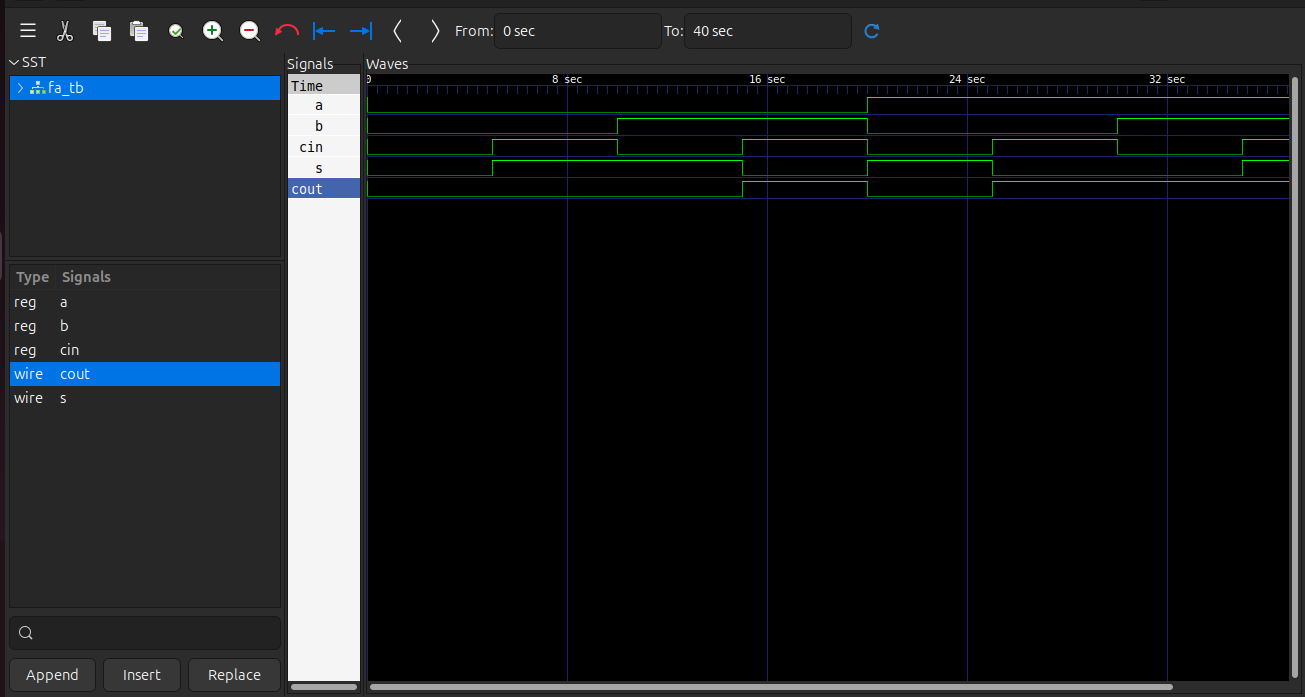 From: 0 sec To: 40 sec
SST
fa_tb
Type Signals
reg a
reg b
reg cin
wire cout
wire s
Append Insert Replace
Signals
Time
a
b
cin
s
cout
Waves
0 8 sec 16 sec 24 sec 32 sec